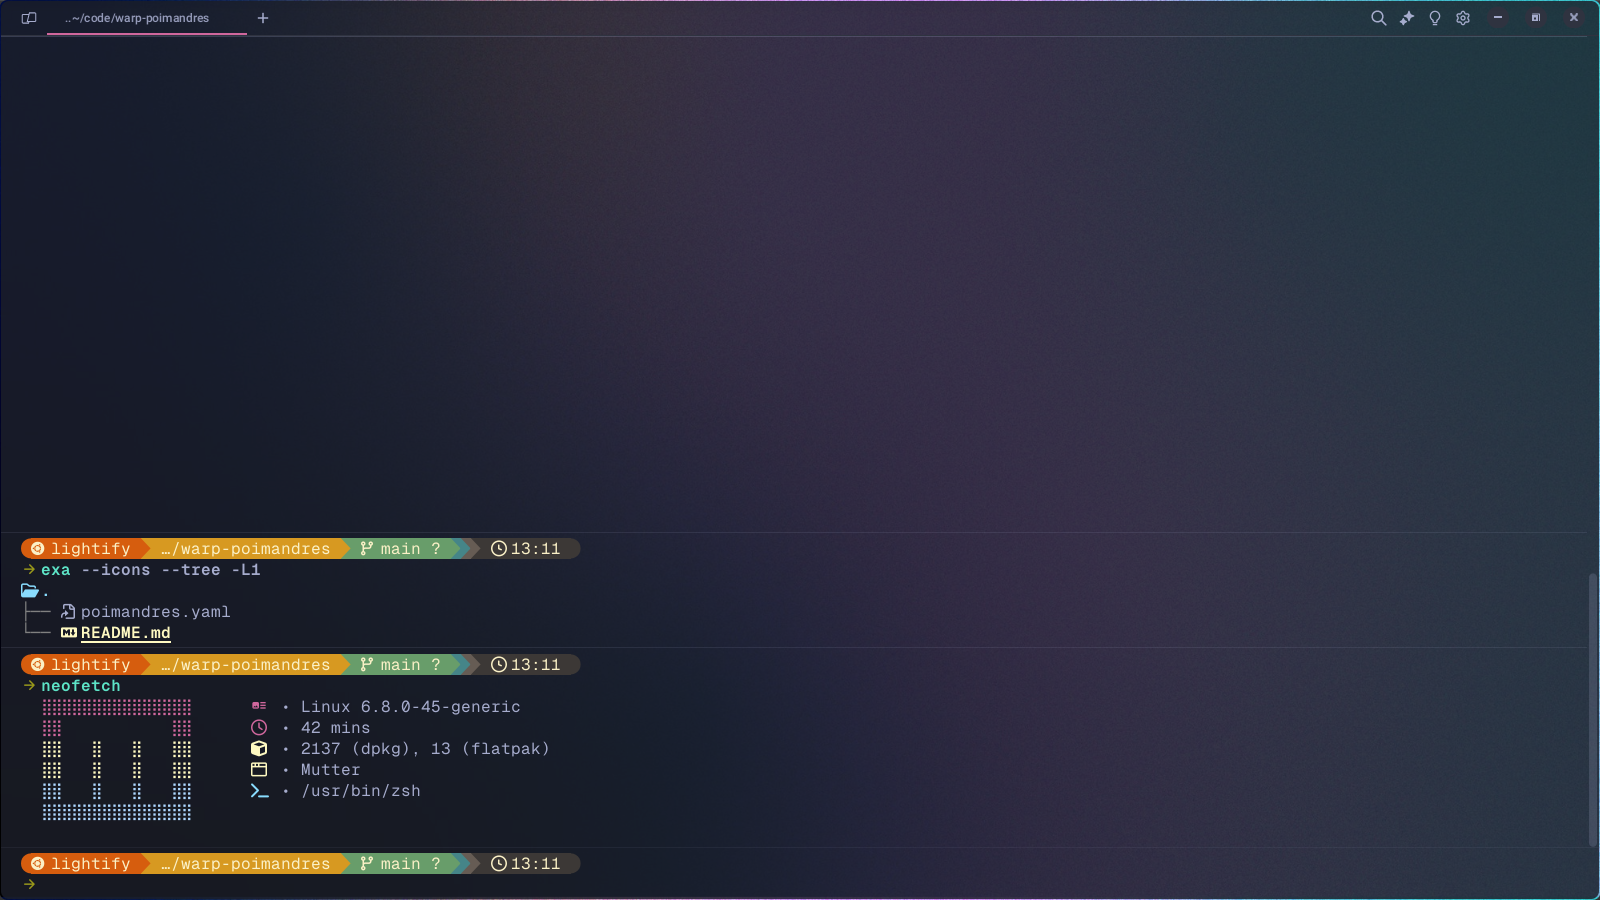 ..~/code/warp-poimandres
lightify …/warp-poimandres main ? 13:11
→ exa --icons --tree -L1
.
├── poimandres.yaml
└── README.md
lightify …/warp-poimandres main ? 13:11
→ neofetch
• Linux 6.8.0-45-generic
• 42 mins
• 2137 (dpkg), 13 (flatpak)
• Mutter
• /usr/bin/zsh
lightify …/warp-poimandres main ? 13:11
→